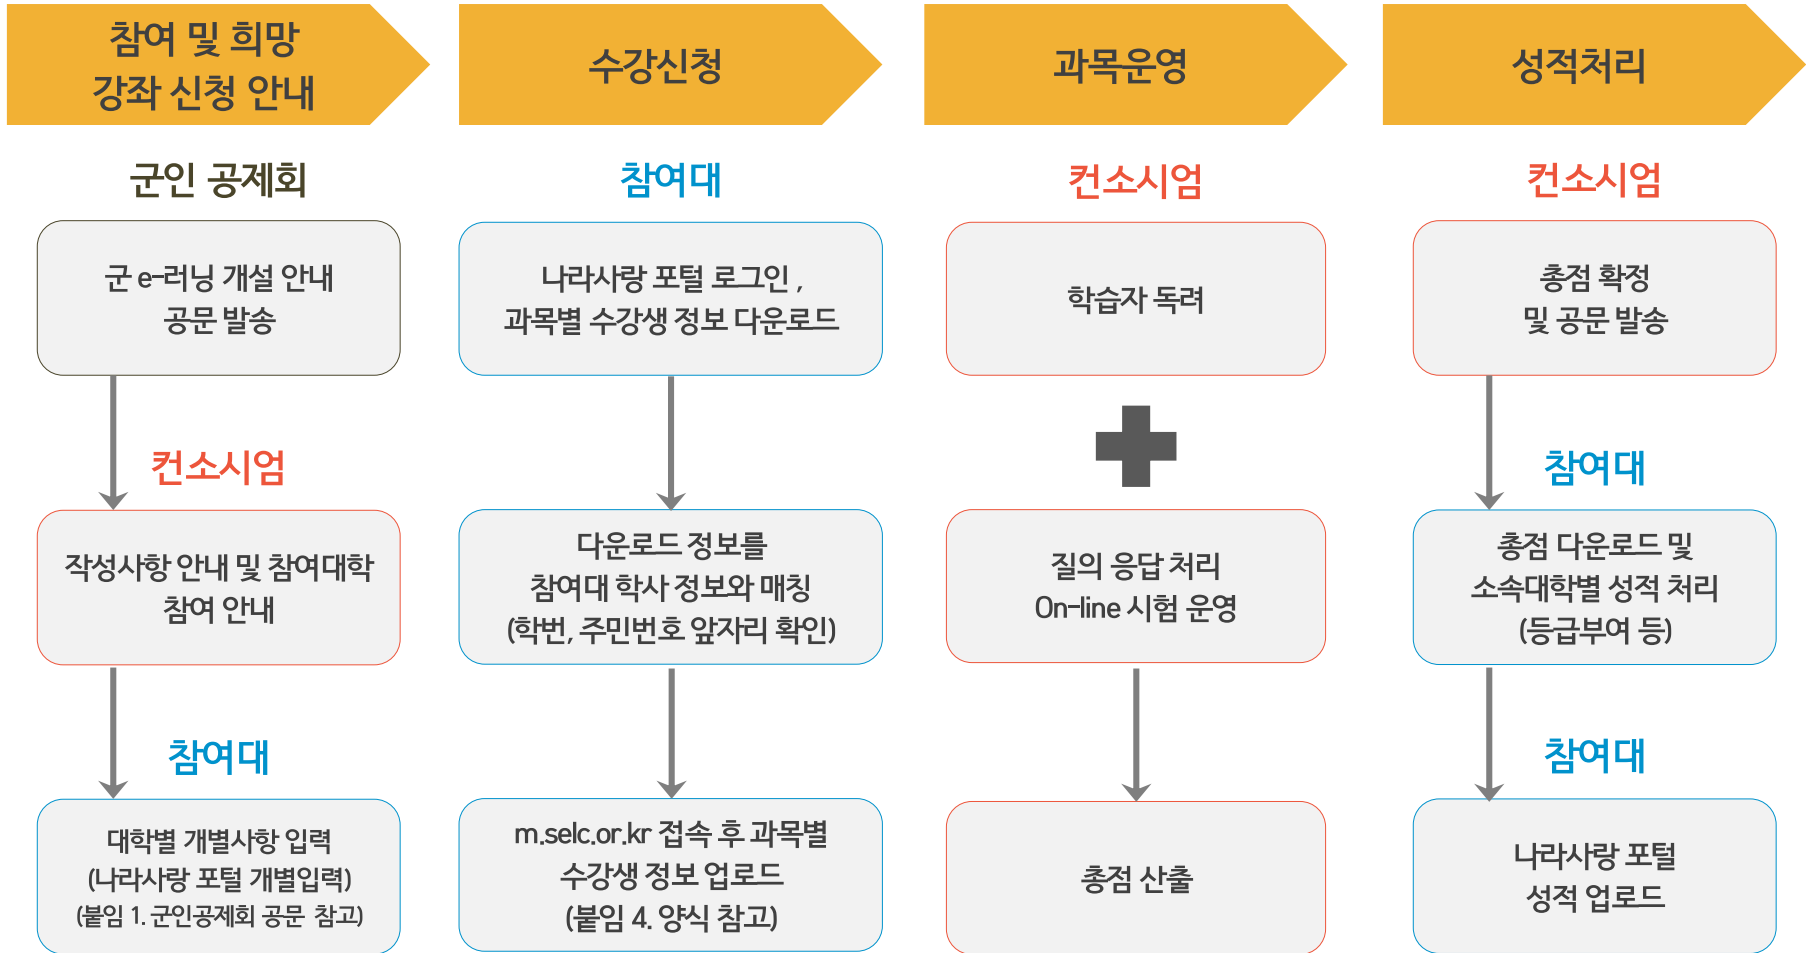 참여 및 희망
강좌 신청 안내
수강신청
과목운영
성적처리
군인 공제회
군 e-러닝 개설 안내
공문 발송
컨소시엄
작성사항 안내 및 참여대학
참여 안내
참여대
대학별 개별사항 입력
(나라사랑 포털 개별입력)
(붙임 1. 군인공제회 공문 참고)
참여대
나라사랑 포털 로그인 ,
과목별 수강생 정보 다운로드
다운로드 정보를
참여대 학사 정보와 매칭
(학번, 주민번호 앞자리 확인)
m.selc.or.kr 접속 후 과목별
수강생 정보 업로드
(붙임 4. 양식 참고)
컨소시엄
학습자 독려
질의 응답 처리
On-line 시험 운영
총점 산출
컨소시엄
총점 확정
및 공문 발송
참여대
총점 다운로드 및
소속대학별 성적 처리
(등급부여 등)
참여대
나라사랑 포털
성적 업로드